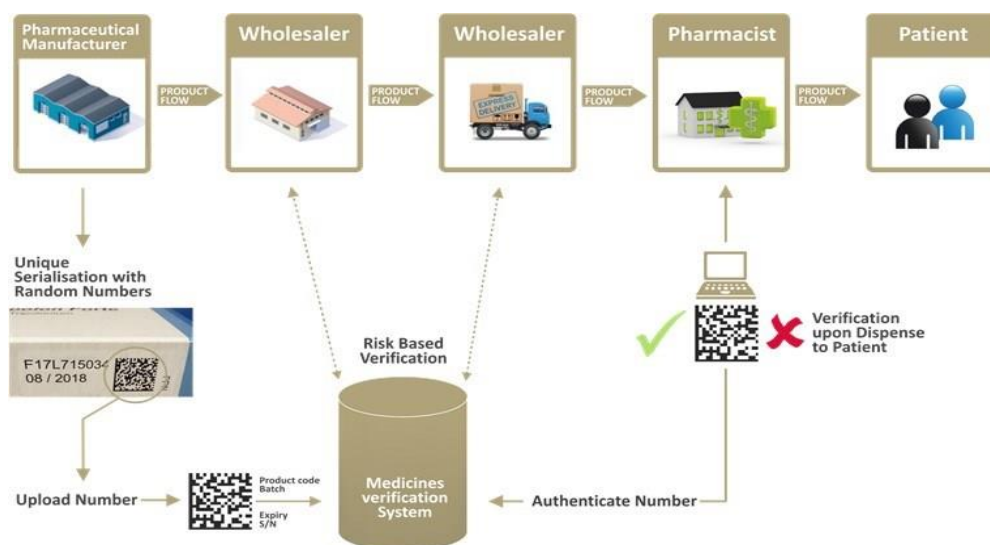 Pharmaceutical
Manufacturer
Wholesaler
Wholesaler
Pharmacist
Patient
PRODUCT
FLOW
PRODUCT
FLOW
EXPRESS
DELIVERY
PRODUCT
FLOW
PRODUCT
FLOW
Unique
Serialisation with
Random Numbers
F17L715034
08 / 2018
Risk Based
Verification
Verification
upon Dispense
to Patient
Upload Number
Product code
Batch
Expiry
S/N
Medicines
verification
System
Authenticate Number